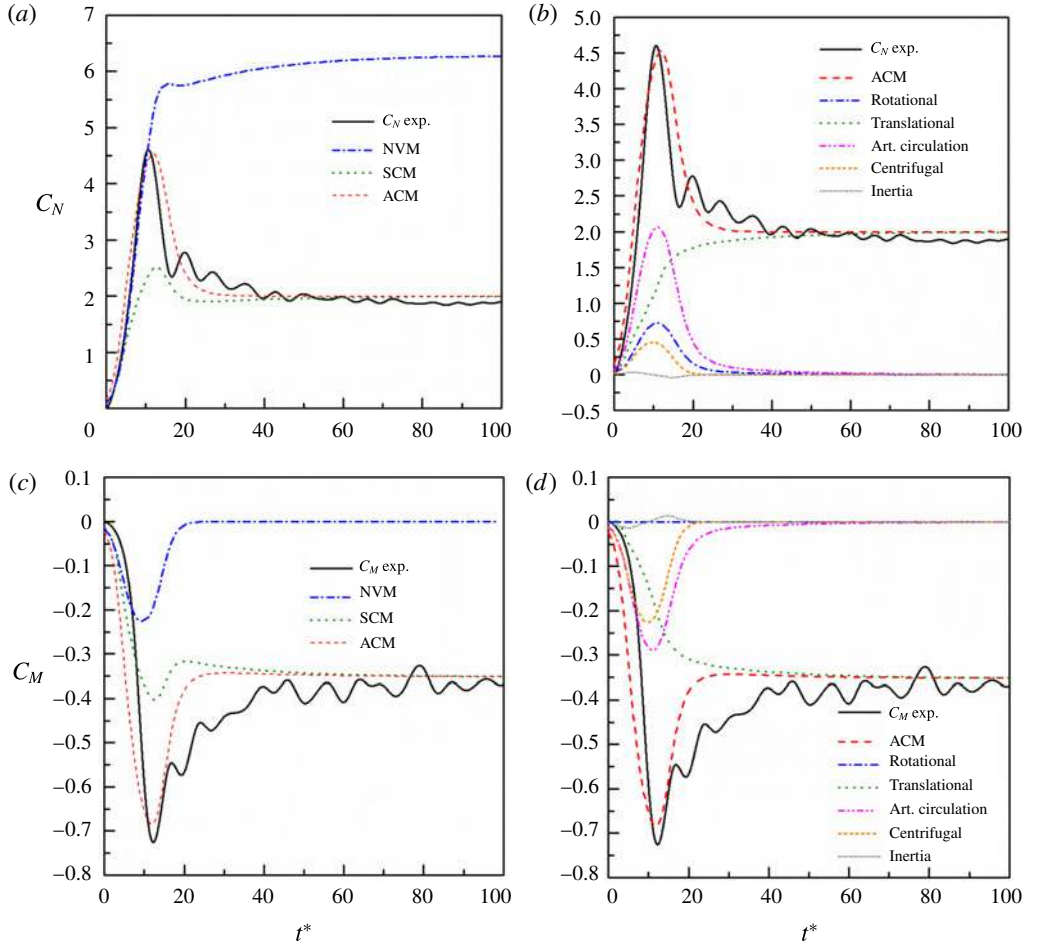 (a)
7
6
5
4
3
2
1
0
20
40
60
80
100
C_N
C_N exp.
NVM
SCM
ACM
(b)
5.0
4.5
4.0
3.5
3.0
2.5
2.0
1.5
1.0
0.5
0
–0.5
0
20
40
60
80
100
C_N exp.
ACM
Rotational
Translational
Art. circulation
Centrifugal
Inertia
(c)
0.1
0
–0.1
–0.2
–0.3
–0.4
–0.5
–0.6
–0.7
–0.8
0
20
40
60
80
100
C_M
t*
C_M exp.
NVM
SCM
ACM
(d)
0.1
0
–0.1
–0.2
–0.3
–0.4
–0.5
–0.6
–0.7
–0.8
0
20
40
60
80
100
t*
C_M exp.
ACM
Rotational
Translational
Art. circulation
Centrifugal
Inertia